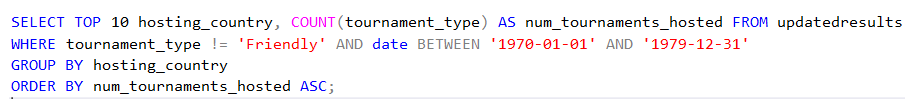 SELECT TOP 10 hosting_country, COUNT(tournament_type) AS num_tournaments_hosted FROM updatedresults
WHERE tournament_type != 'Friendly' AND date BETWEEN '1970-01-01' AND '1979-12-31'
GROUP BY hosting_country
ORDER BY num_tournaments_hosted ASC;